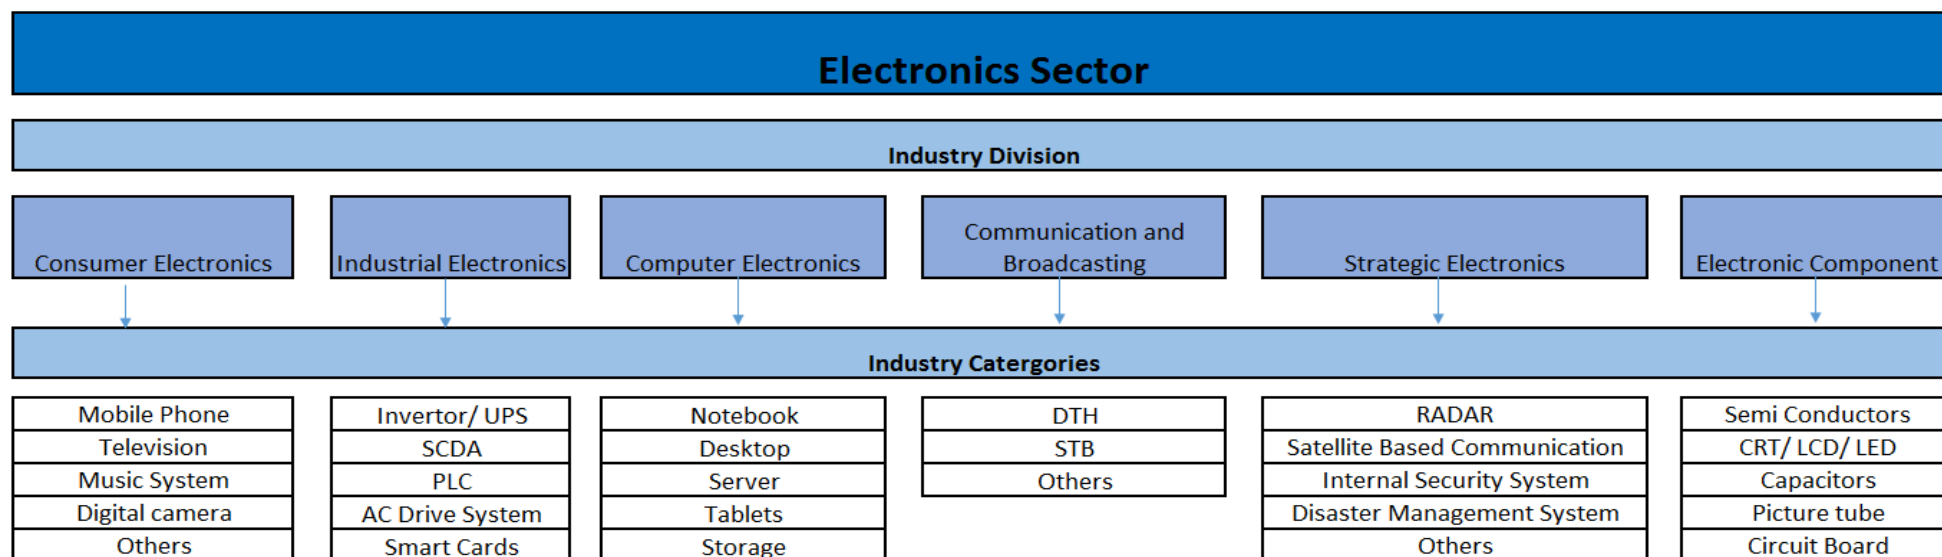 Electronics Sector
Industry Division
Consumer Electronics
Industrial Electronics
Computer Electronics
Communication and
Broadcasting
Strategic Electronics
Electronic Component
Industry Catergories
Mobile Phone
Television
Music System
Digital camera
Others
Invertor/ UPS
SCDA
PLC
AC Drive System
Smart Cards
Notebook
Desktop
Server
Tablets
Storage
DTH
STB
Others
RADAR
Satellite Based Communication
Internal Security System
Disaster Management System
Others
Semi Conductors
CRT/ LCD/ LED
Capacitors
Picture tube
Circuit Board